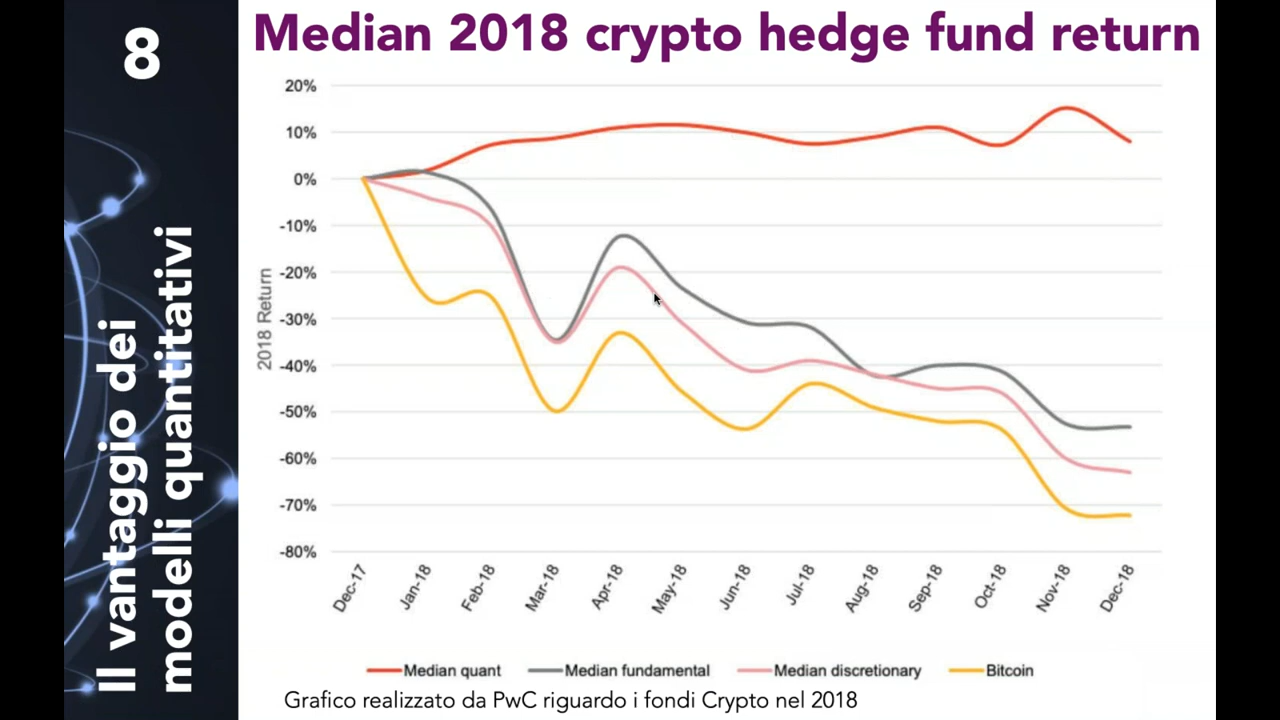 8
Il vantaggio dei
modelli quantitativi
Median 2018 crypto hedge fund return
2018 Return
20%
10%
0%
-10%
-20%
-30%
-40%
-50%
-60%
-70%
-80%
Dec-17
Jan-18
Feb-18
Mar-18
Apr-18
May-18
Jun-18
Jul-18
Aug-18
Sep-18
Oct-18
Nov-18
Dec-18
Median quant
Median fundamental
Median discretionary
Bitcoin
Grafico realizzato da PwC riguardo i fondi Crypto nel 2018